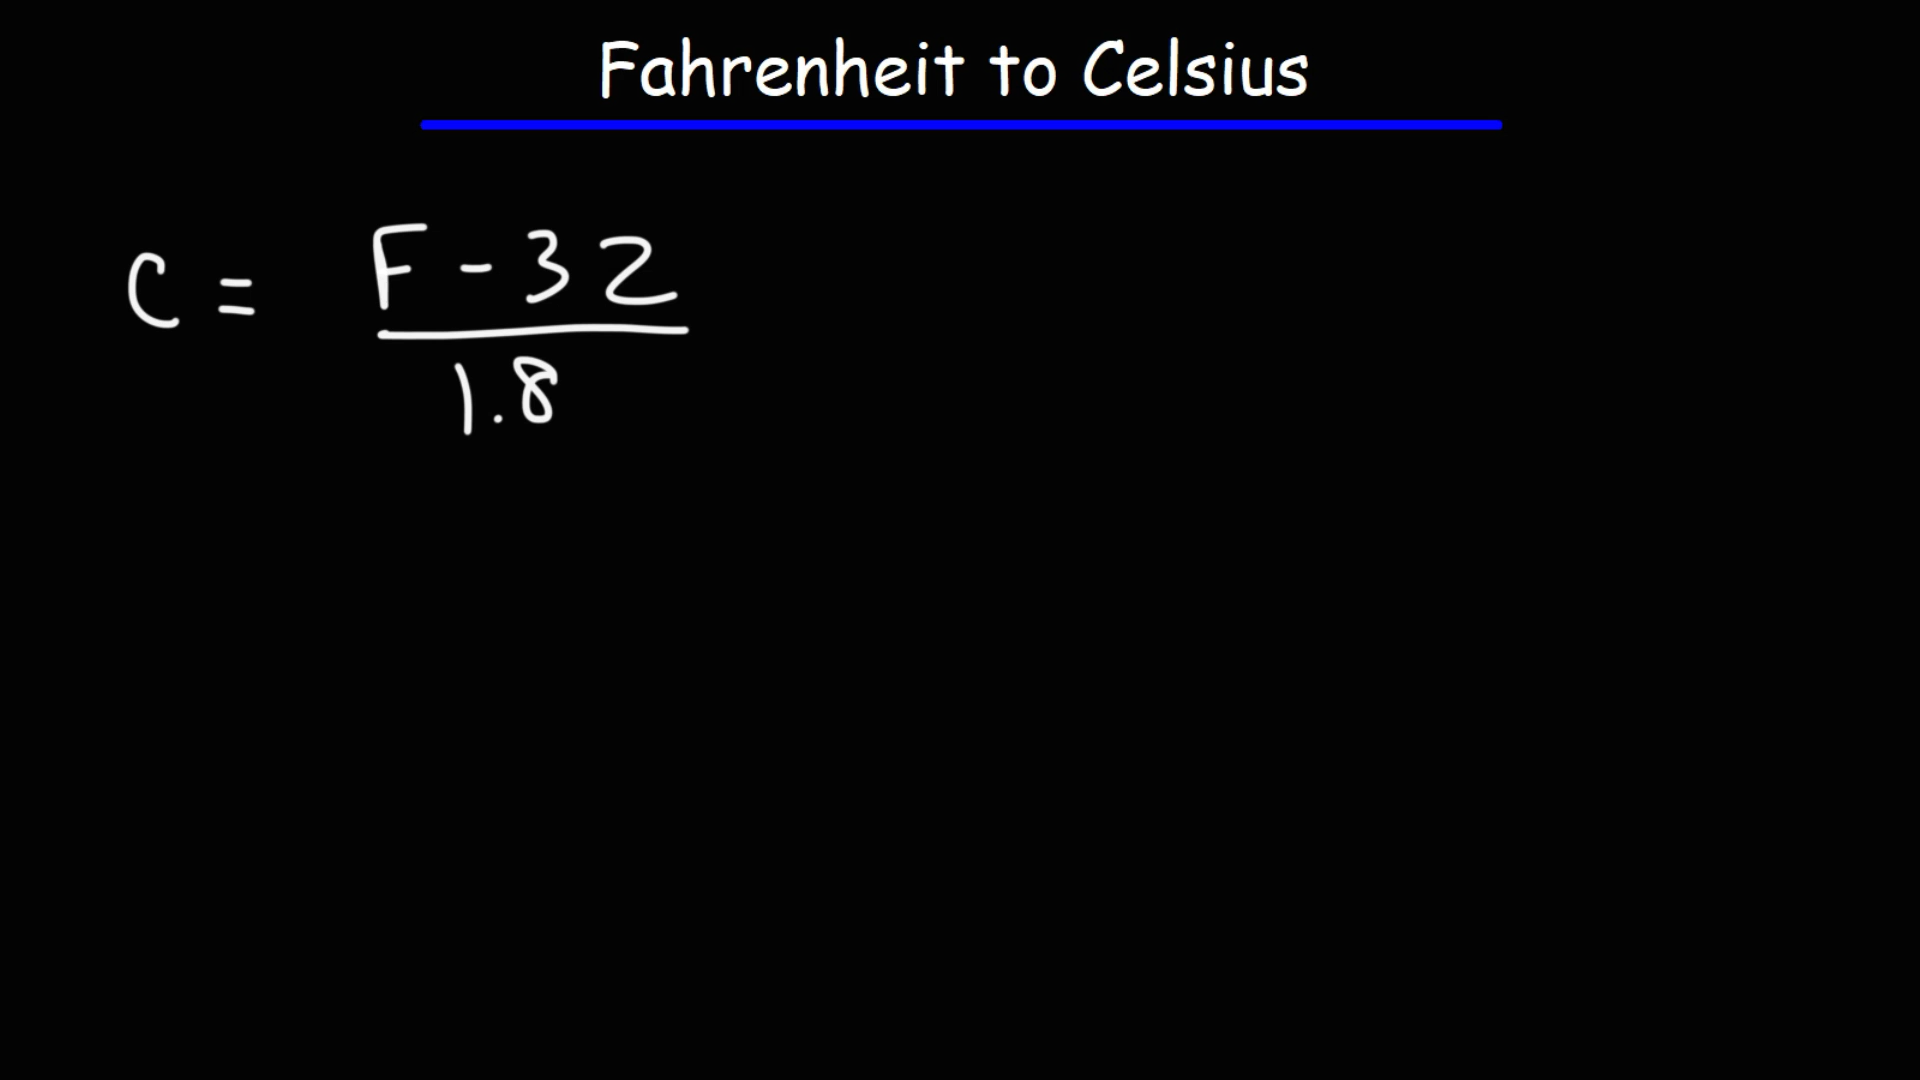 Fahrenheit to Celsius
C = F - 32
1.8